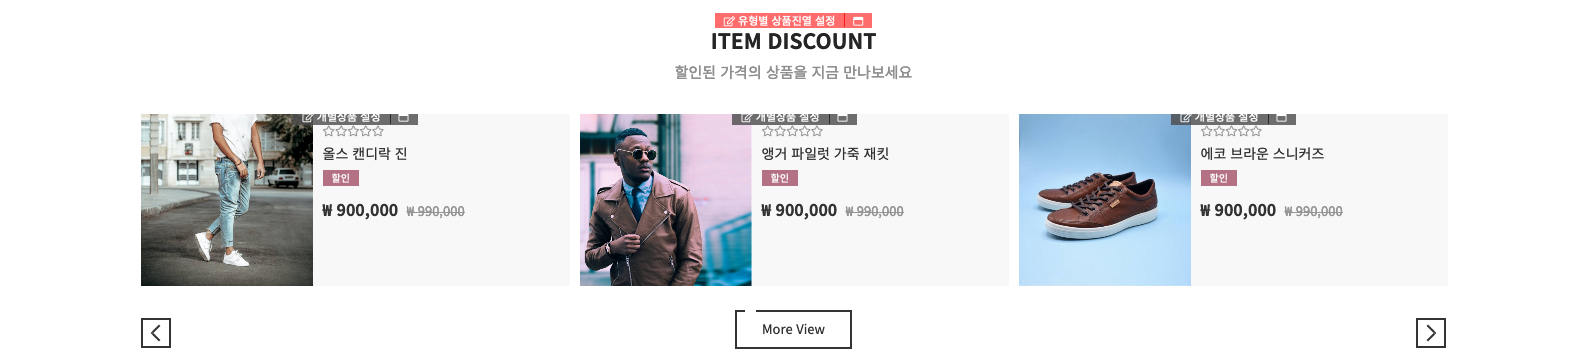 유형별 상품진열 설정
ITEM DISCOUNT
할인된 가격의 상품을 지금 만나보세요
개별상품 설정
올스 캔디락 진
할인
₩ 900,000 ₩ 990,000
개별상품 설정
앵거 파일럿 가죽 재킷
할인
₩ 900,000 ₩ 990,000
개별상품 설정
에코 브라운 스니커즈
할인
₩ 900,000 ₩ 990,000
More View